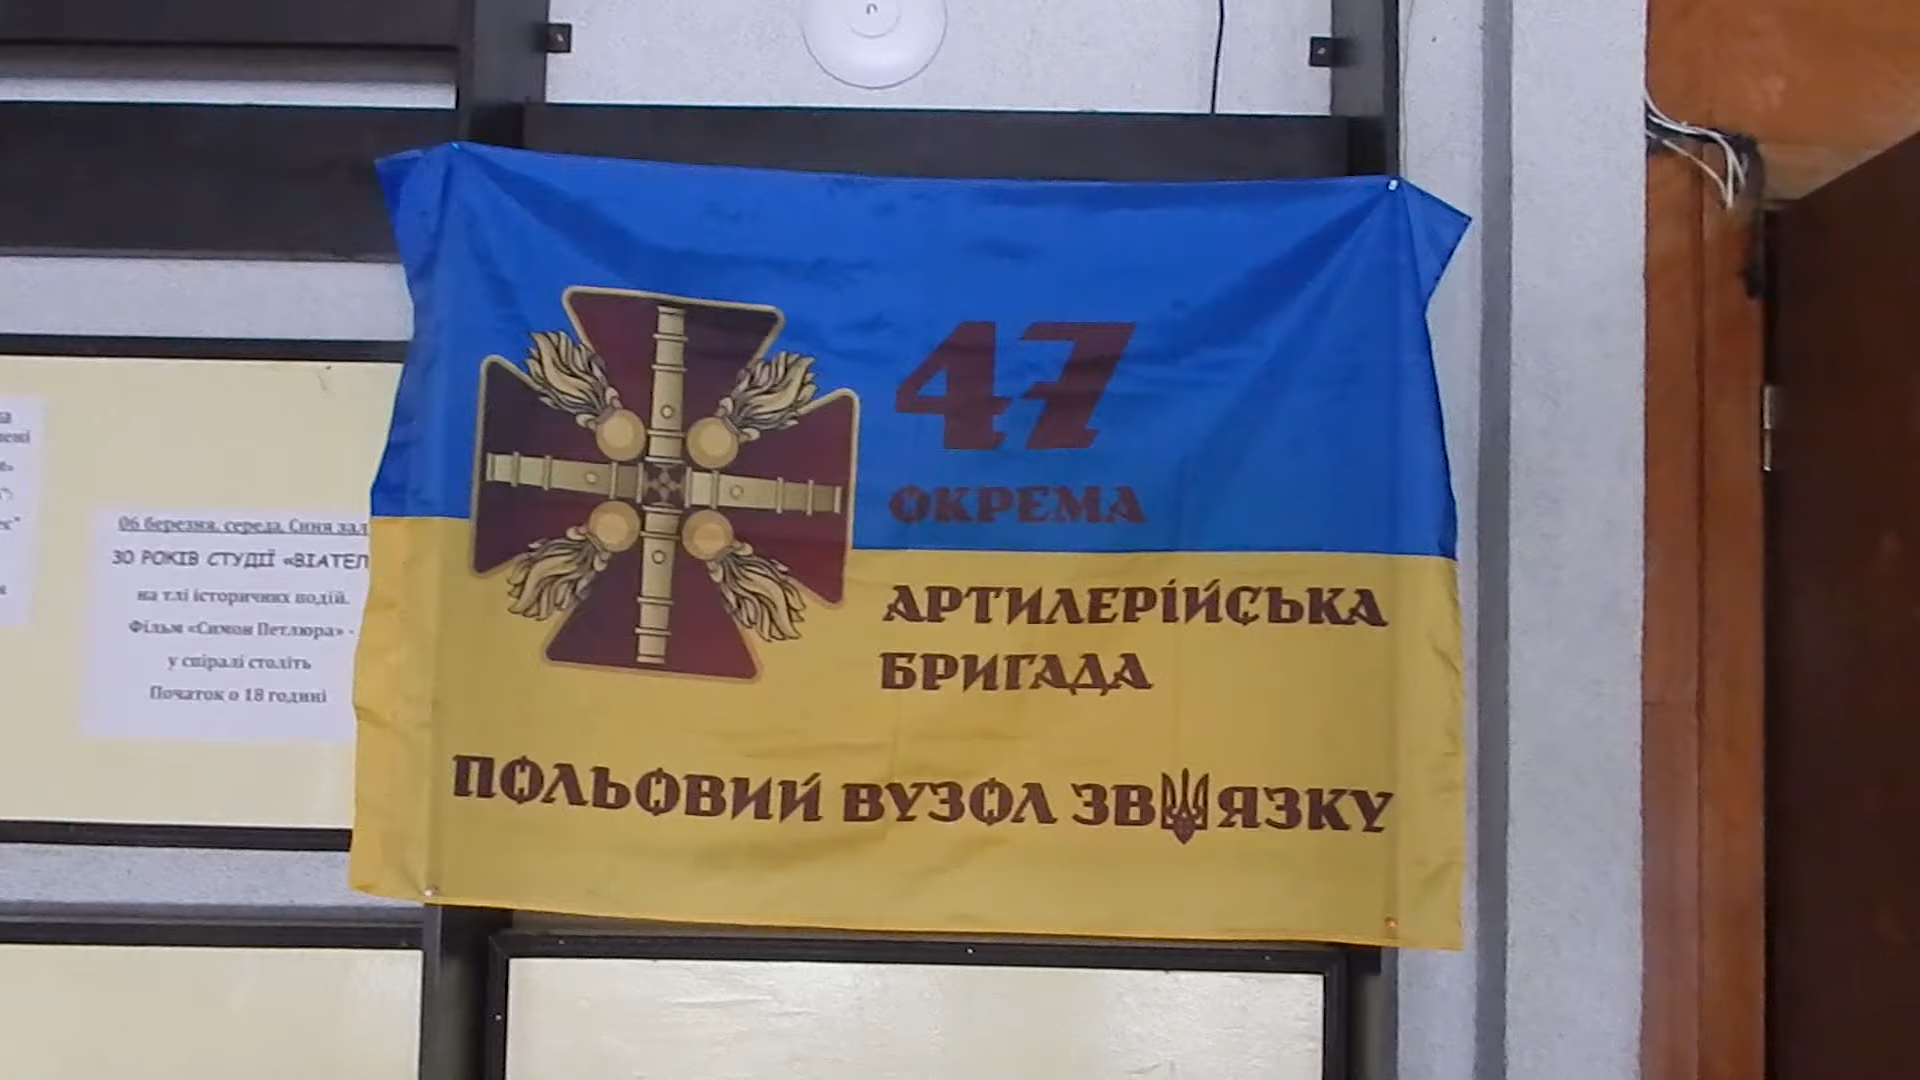 47
ОКРЕМА
АРТИЛЕРІЙСЬКА
БРИГАДА
ПОЛЬОВИЙ ВУЗОЛ ЗВ'ЯЗКУ
06 березня, середа, Синя зал
30 РОКІВ СТУДІЇ «ВІАТЕЛ
на тлі історичних подій.
Фільм «Симон Петлюра» -
у спіралі століть
Початок о 18 годині